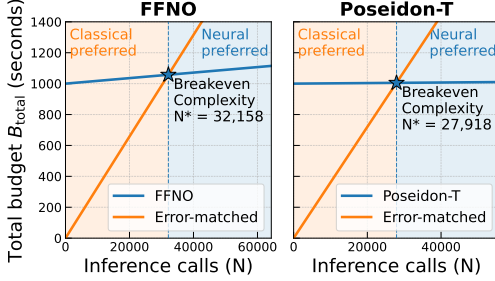 FFNO
Poseidon-T
Total budget B_total (seconds)
1400
1200
1000
800
600
400
200
0
Classical
preferred
Neural
preferred
Breakeven
Complexity
N* = 32,158
FFNO
Error-matched
0
20000
40000
60000
Inference calls (N)
Classical
preferred
Neural
preferred
Breakeven
Complexity
N* = 27,918
Poseidon-T
Error-matched
0
20000
40000
Inference calls (N)